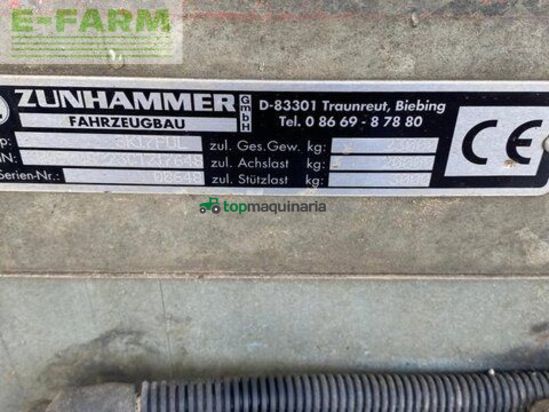 E-FARM
ZUNHAMMER GmbH
FAHRZEUGBAU
D-83301 Traunreut, Biebing
Tel. 0 86 69 - 8 78 80
zul. Ges.Gew. kg:
zul. Achslast kg:
Serien-Nr.: zul. Stützlast kg:
CE
topmaquinaria